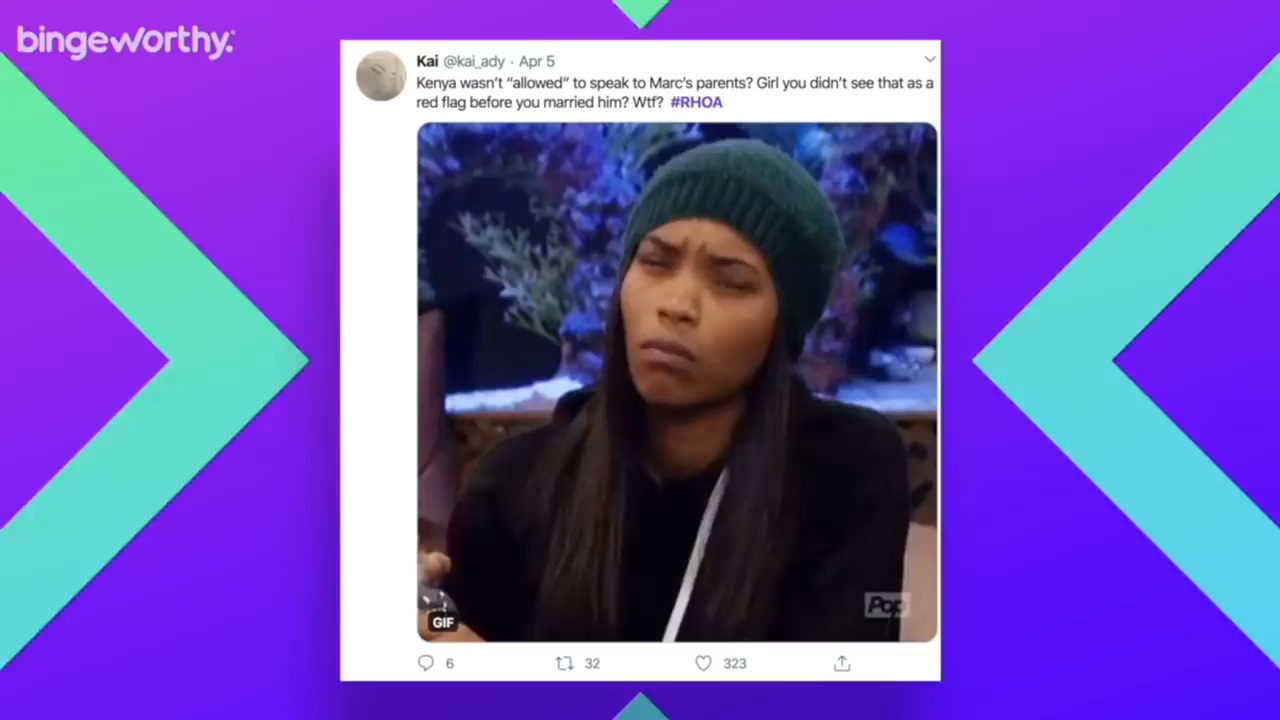 bingeworthy.
Kai @kai_ady · Apr 5
Kenya wasn't “allowed” to speak to Marc's parents? Girl you didn't see that as a
red flag before you married him? Wtf? #RHOA
Pop
GIF
6 32 323